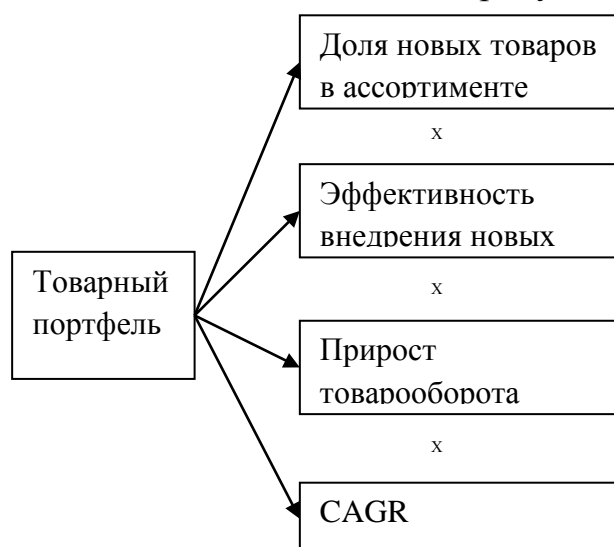 Доля новых товаров
в ассортименте
х
Эффективность
внедрения новых
х
Товарный
портфель
Прирост
товарооборота
х
CAGR